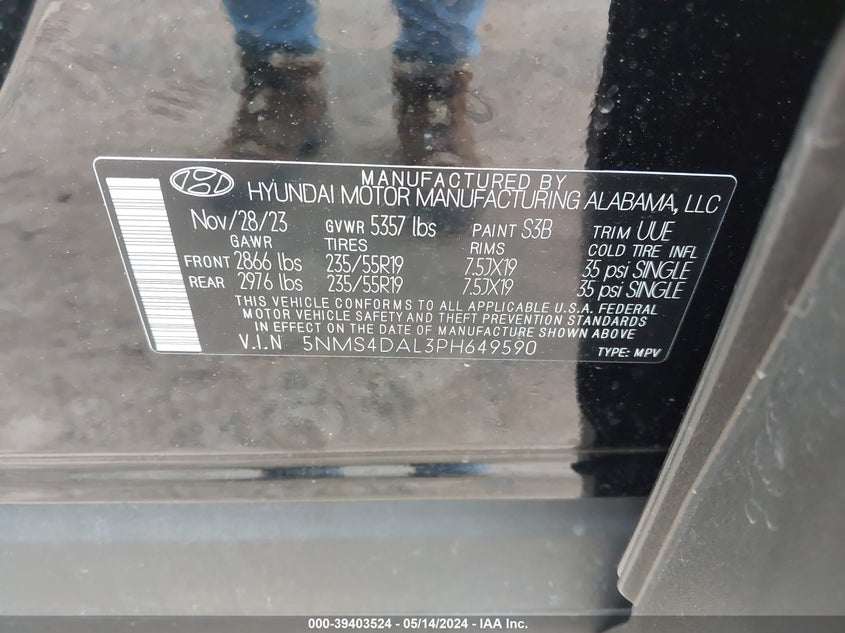 MANUFACTURED BY
HYUNDAI MOTOR MANUFACTURING ALABAMA, LLC
Nov/28/23 GVWR 5357 lbs PAINT S3B TRIM UUE
GAWR TIRES RIMS COLD TIRE INFL
FRONT 2866 lbs 235/55R19 7.5JX19 35 psi SINGLE
REAR 2976 lbs 235/55R19 7.5JX19 35 psi SINGLE
THIS VEHICLE CONFORMS TO ALL APPLICABLE U.S.A. FEDERAL
MOTOR VEHICLE SAFETY AND THEFT PREVENTION STANDARDS
IN EFFECT ON THE DATE OF MANUFACTURE SHOWN ABOVE
V.I.N 5NMS4DAL3PH649590 TYPE: MPV
000-39403524 / 05/14/2024 - IAA Inc.